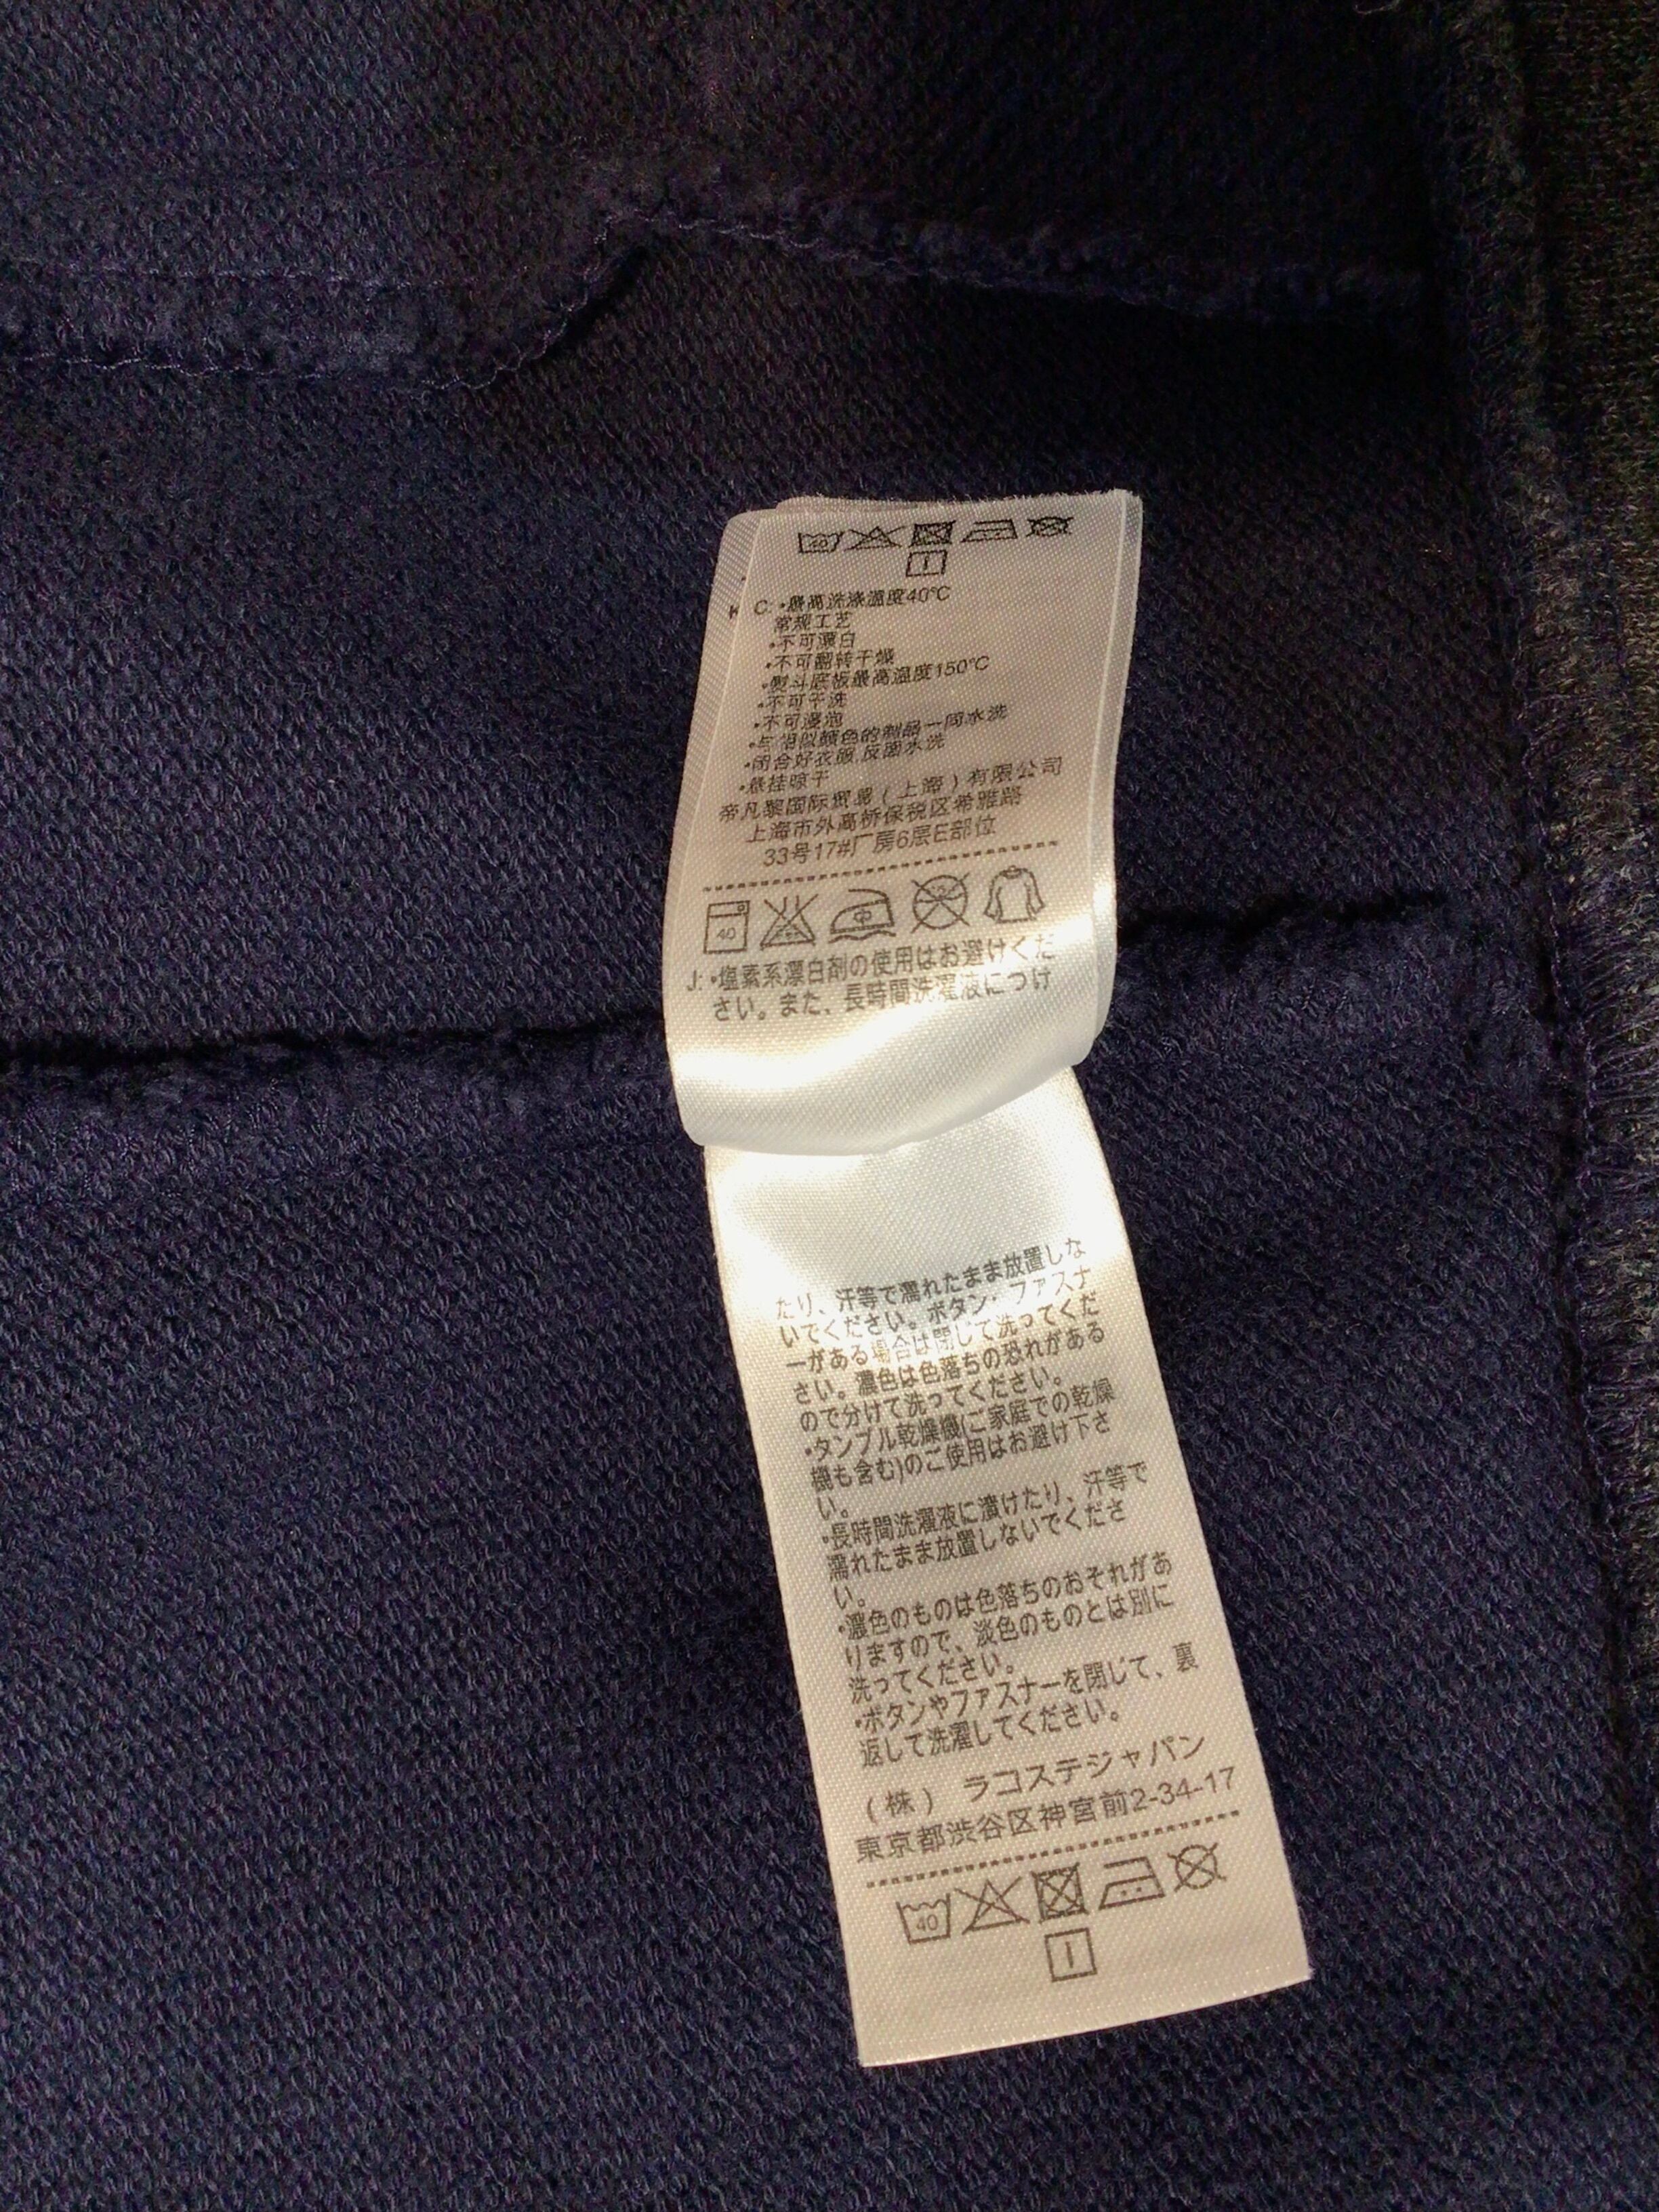 40
K
C: •最高洗涤温度40℃
常规工艺
•不可漂白
•不可翻转干燥
•熨斗底板最高温度150℃
•不可干洗
•不可浸泡
•与相似颜色的制品一同水洗
•闭合好衣服,反面水洗
•悬挂晾干
帝凡黎国际贸易(上海)有限公司
上海市外高桥保税区希雅路
33号17#厂房6层E部位
40 中
J: •塩素系漂白剤の使用はお避けくだ
さい。また、長時間洗濯液につけ
たり、汗等で濡れたまま放置しな
いでください。ボタン・ファスナ
ーがある場合は閉じて洗ってくだ
さい。濃色は色落ちの恐れがある
ので分けて洗ってください。
•タンブル乾燥機(ご家庭での乾燥
機も含む)のご使用はお避け下さ
い。
•長時間洗濯液に漬けたり、汗等で
濡れたまま放置しないでくださ
い。
•濃色のものは色落ちのおそれがあ
りますので、淡色のものとは別に
洗ってください。
•ボタンやファスナーを閉じて、裏
返して洗濯してください。
(株) ラコステジャパン
東京都渋谷区神宮前2-34-17
40